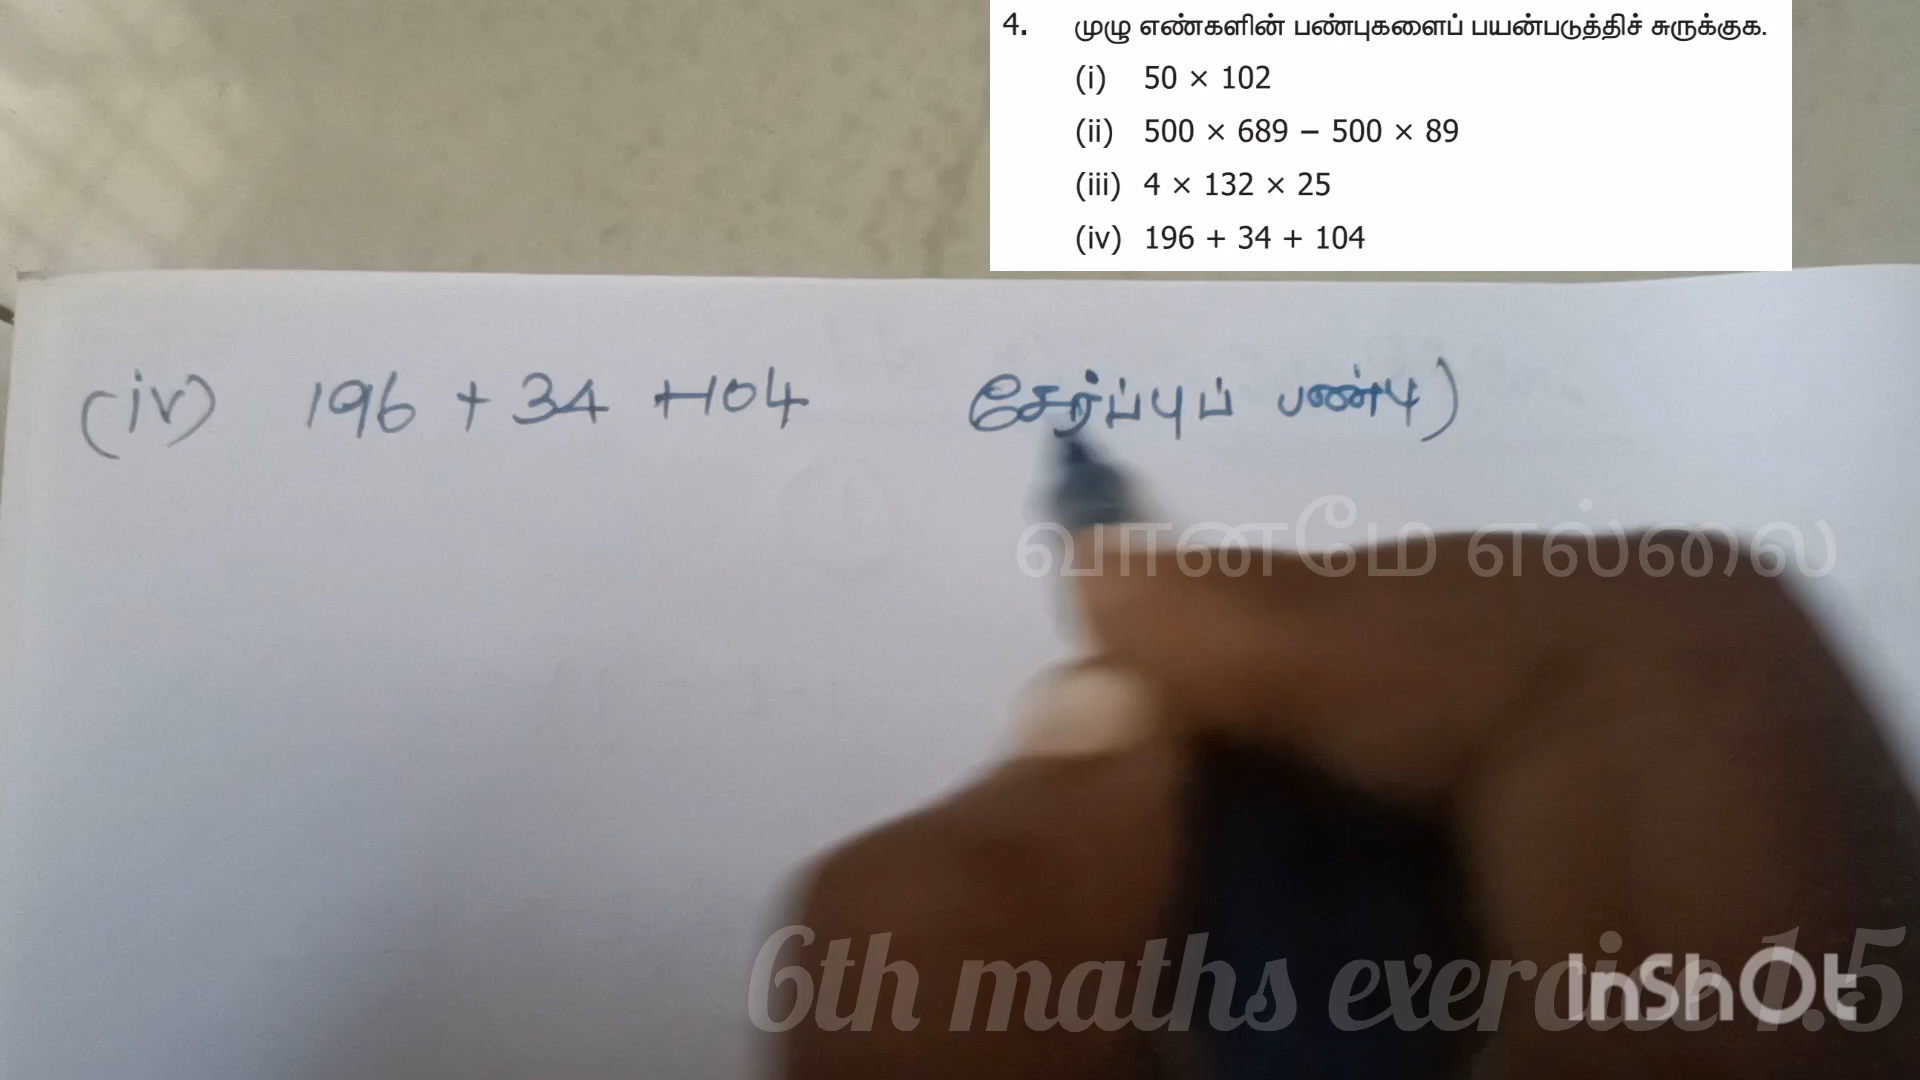 4. முழு எண்களின் பண்புகளைப் பயன்படுத்திச் சுருக்குக.
(i) 50 × 102
(ii) 500 × 689 – 500 × 89
(iii) 4 × 132 × 25
(iv) 196 + 34 + 104
(iv) 196 + 34 +104 சேர்ப்புப் பண்பு)
வானமே எல்லை
6th maths exercise 1.5
InShOt